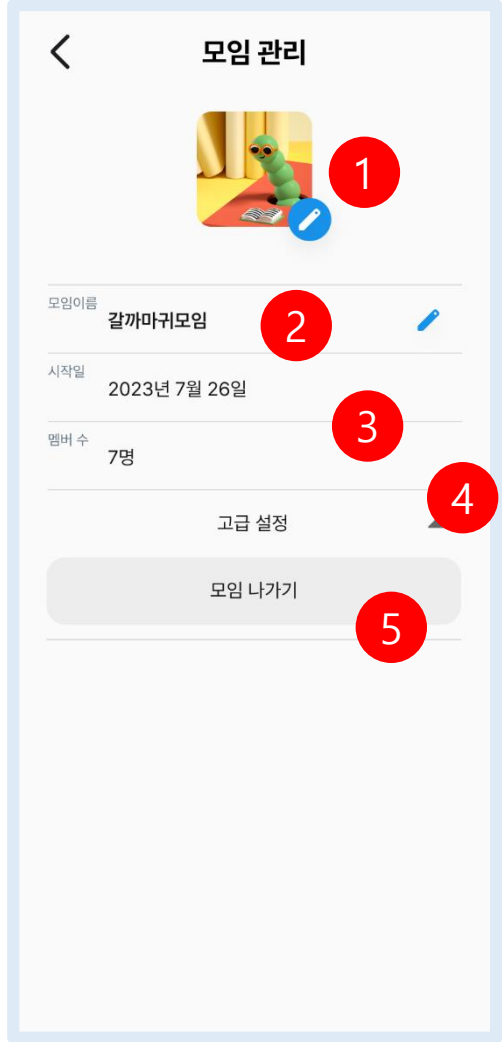 모임 관리
1
모임이름
갈까마귀모임
2
시작일
2023년 7월 26일
3
멤버 수
7명
4
고급 설정
모임 나가기
5